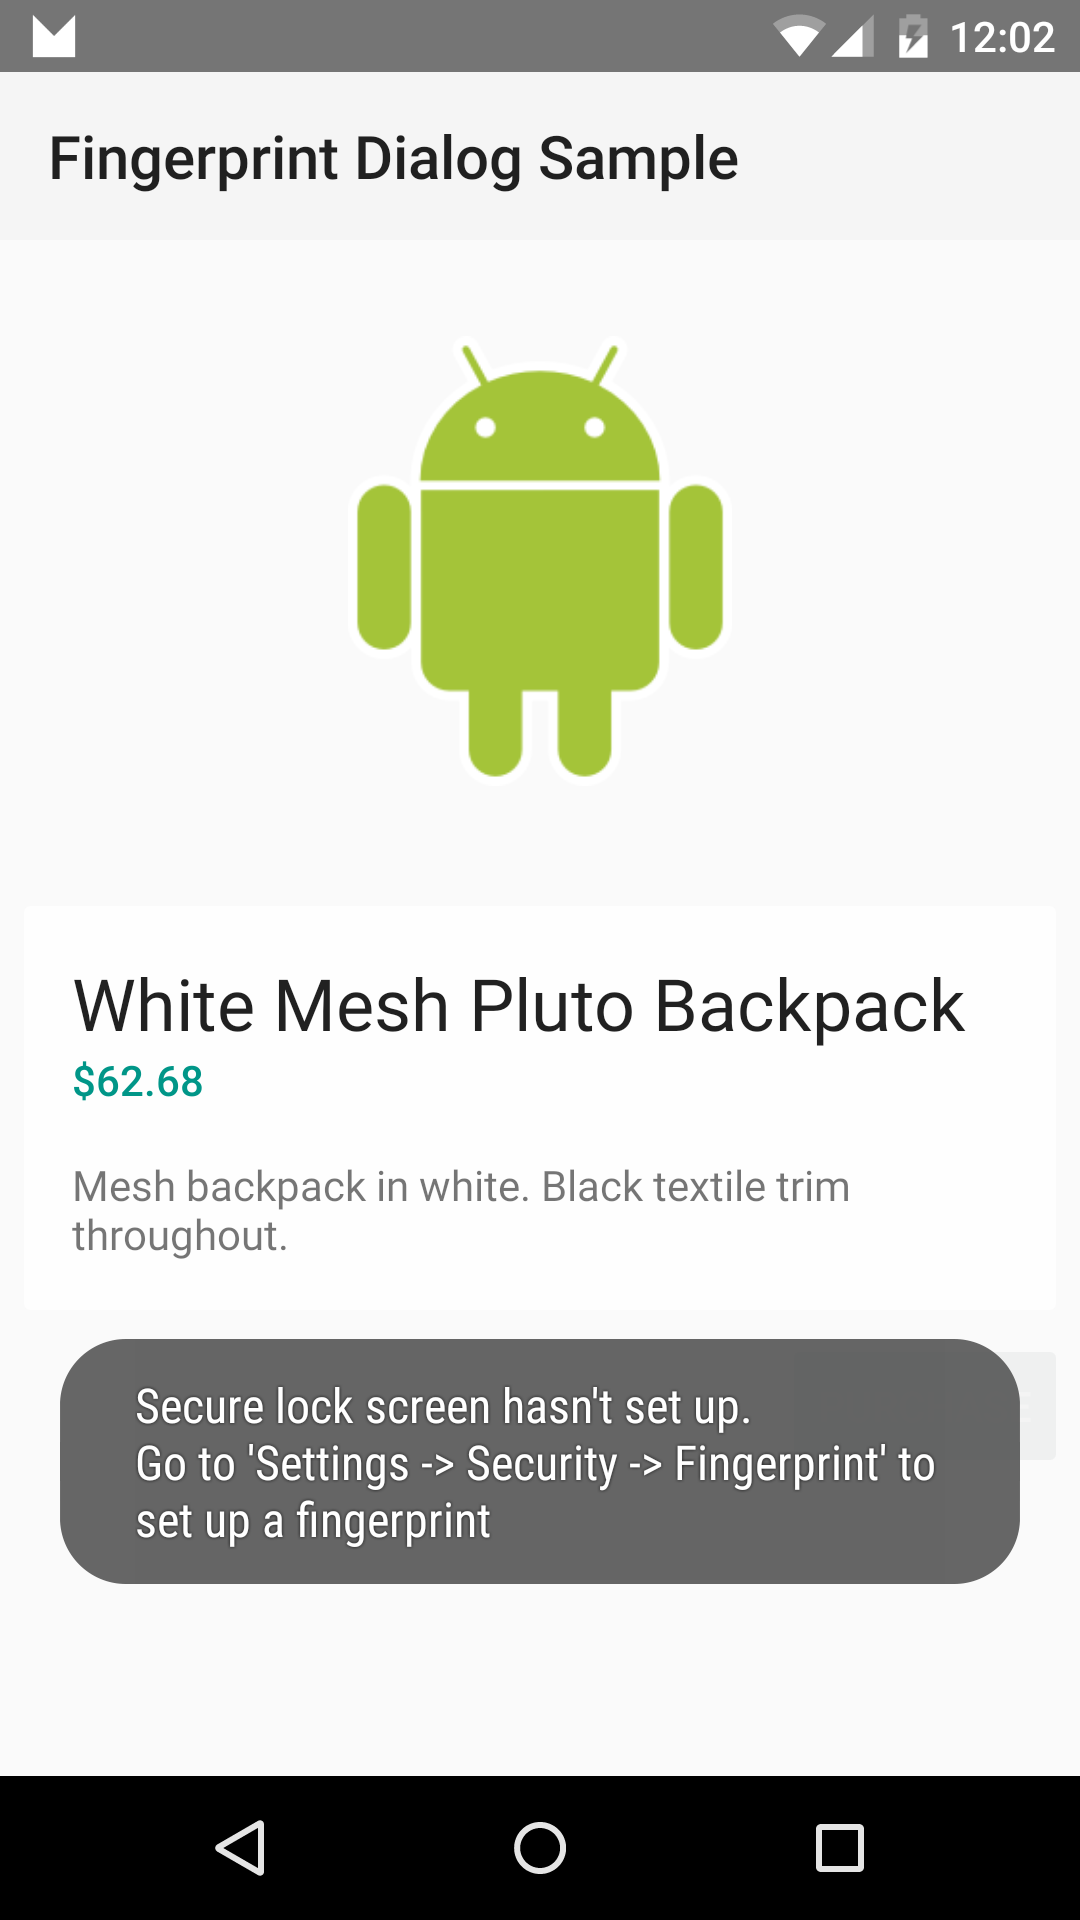 12:02
Fingerprint Dialog Sample
White Mesh Pluto Backpack
$62.68
Mesh backpack in white. Black textile trim
throughout.
Secure lock screen hasn't set up.
Go to 'Settings -> Security -> Fingerprint' to
set up a fingerprint